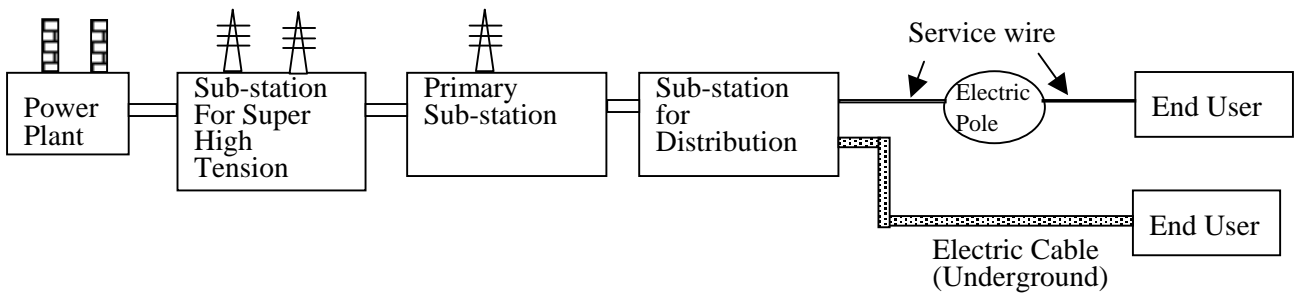 Power
Plant
Sub-station
For Super
High
Tension
Primary
Sub-station
Sub-station
for
Distribution
Service wire
Electric
Pole
End User
Electric Cable
(Underground)
End User